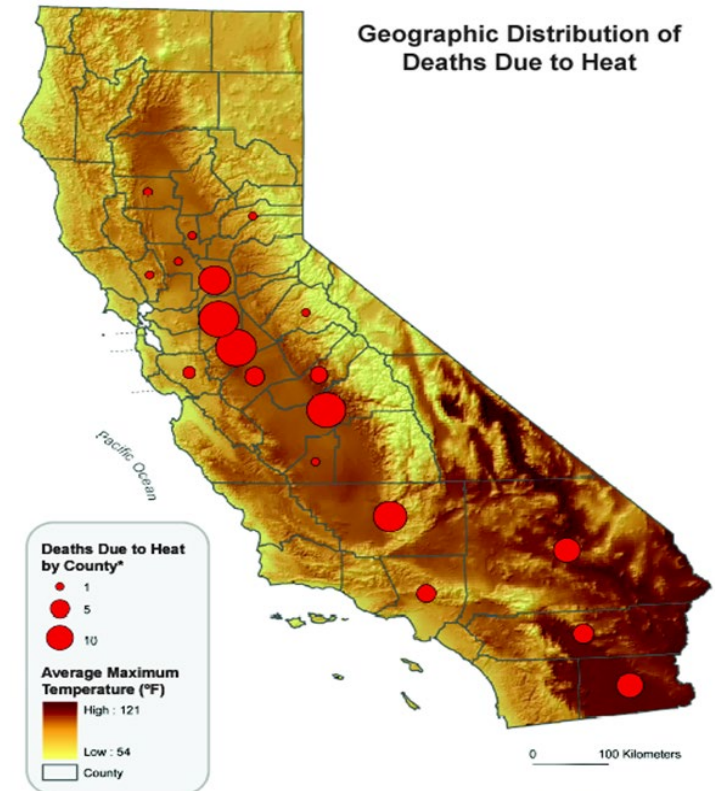 Geographic Distribution of
Deaths Due to Heat
Pacific Ocean
Deaths Due to Heat
by County*
1
5
10
Average Maximum
Temperature (ºF)
High : 121
Low : 54
County
0 100 Kilometers